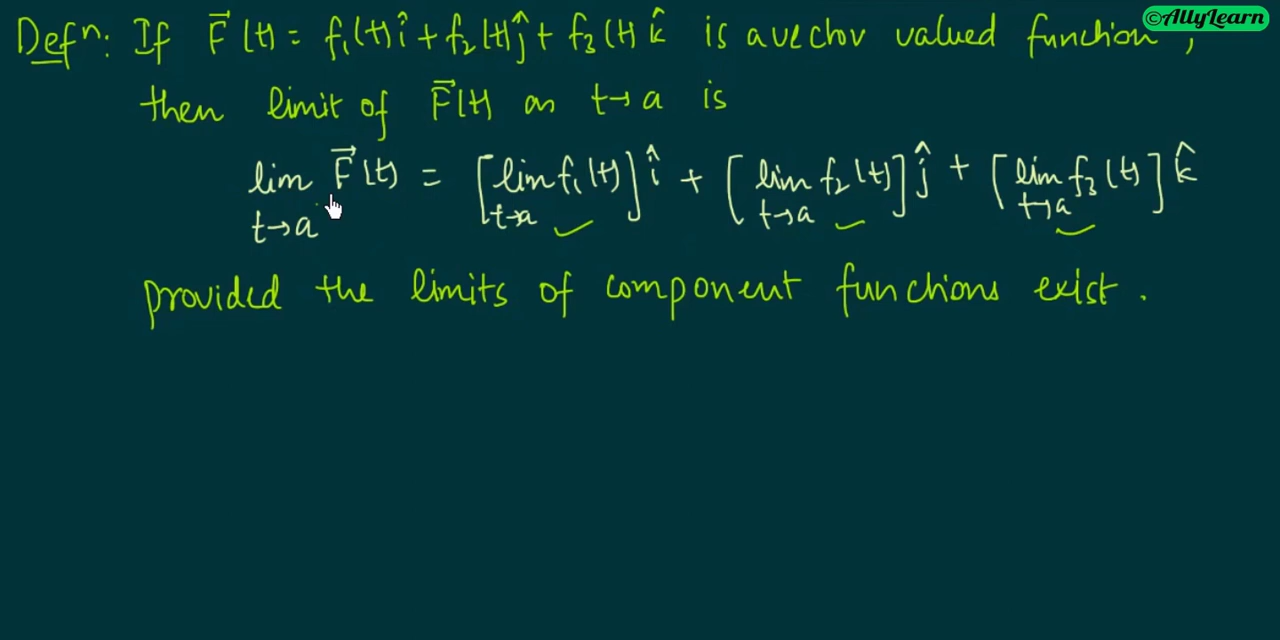 ©AllyLearn
Defn: If F⃗(t) = f₁(t)î + f₂(t)ĵ + f₃(t)k̂ is a vector valued function,
then limit of F⃗(t) as t→a is
lim t→a F⃗(t) = [lim t→a f₁(t)] î + [lim t→a f₂(t)] ĵ + [lim t→a f₃(t)] k̂
provided the limits of component functions exist.